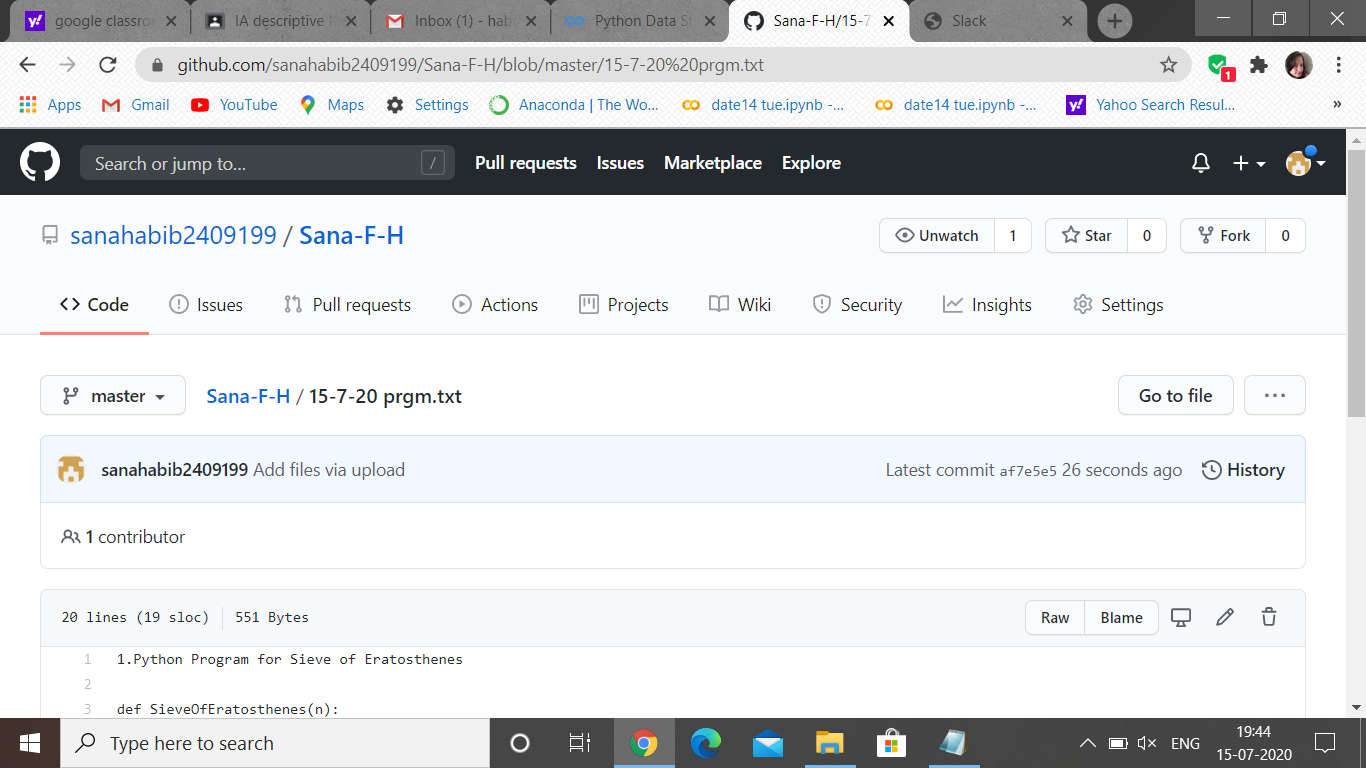 google classroo
IA descriptive
Inbox (1) - hab
Python Data St
Sana-F-H/15-7
Slack
github.com/sanahabib2409199/Sana-F-H/blob/master/15-7-20%20prgm.txt
1
Apps
Gmail
YouTube
Maps
Settings
Anaconda | The Wo...
date14 tue.ipynb -...
date14 tue.ipynb -...
Yahoo Search Resul...
»
Search or jump to...
/
Pull requests
Issues
Marketplace
Explore
sanahabib2409199 / Sana-F-H
Unwatch 1
Star 0
Fork 0
Code
Issues
Pull requests
Actions
Projects
Wiki
Security
Insights
Settings
master
Sana-F-H / 15-7-20 prgm.txt
Go to file
...
sanahabib2409199 Add files via upload
Latest commit af7e5e5 26 seconds ago
History
1 contributor
20 lines (19 sloc) 551 Bytes
Raw
Blame
1 1.Python Program for Sieve of Eratosthenes
2
3 def SieveOfEratosthenes(n):
Type here to search
ENG
19:44
15-07-2020